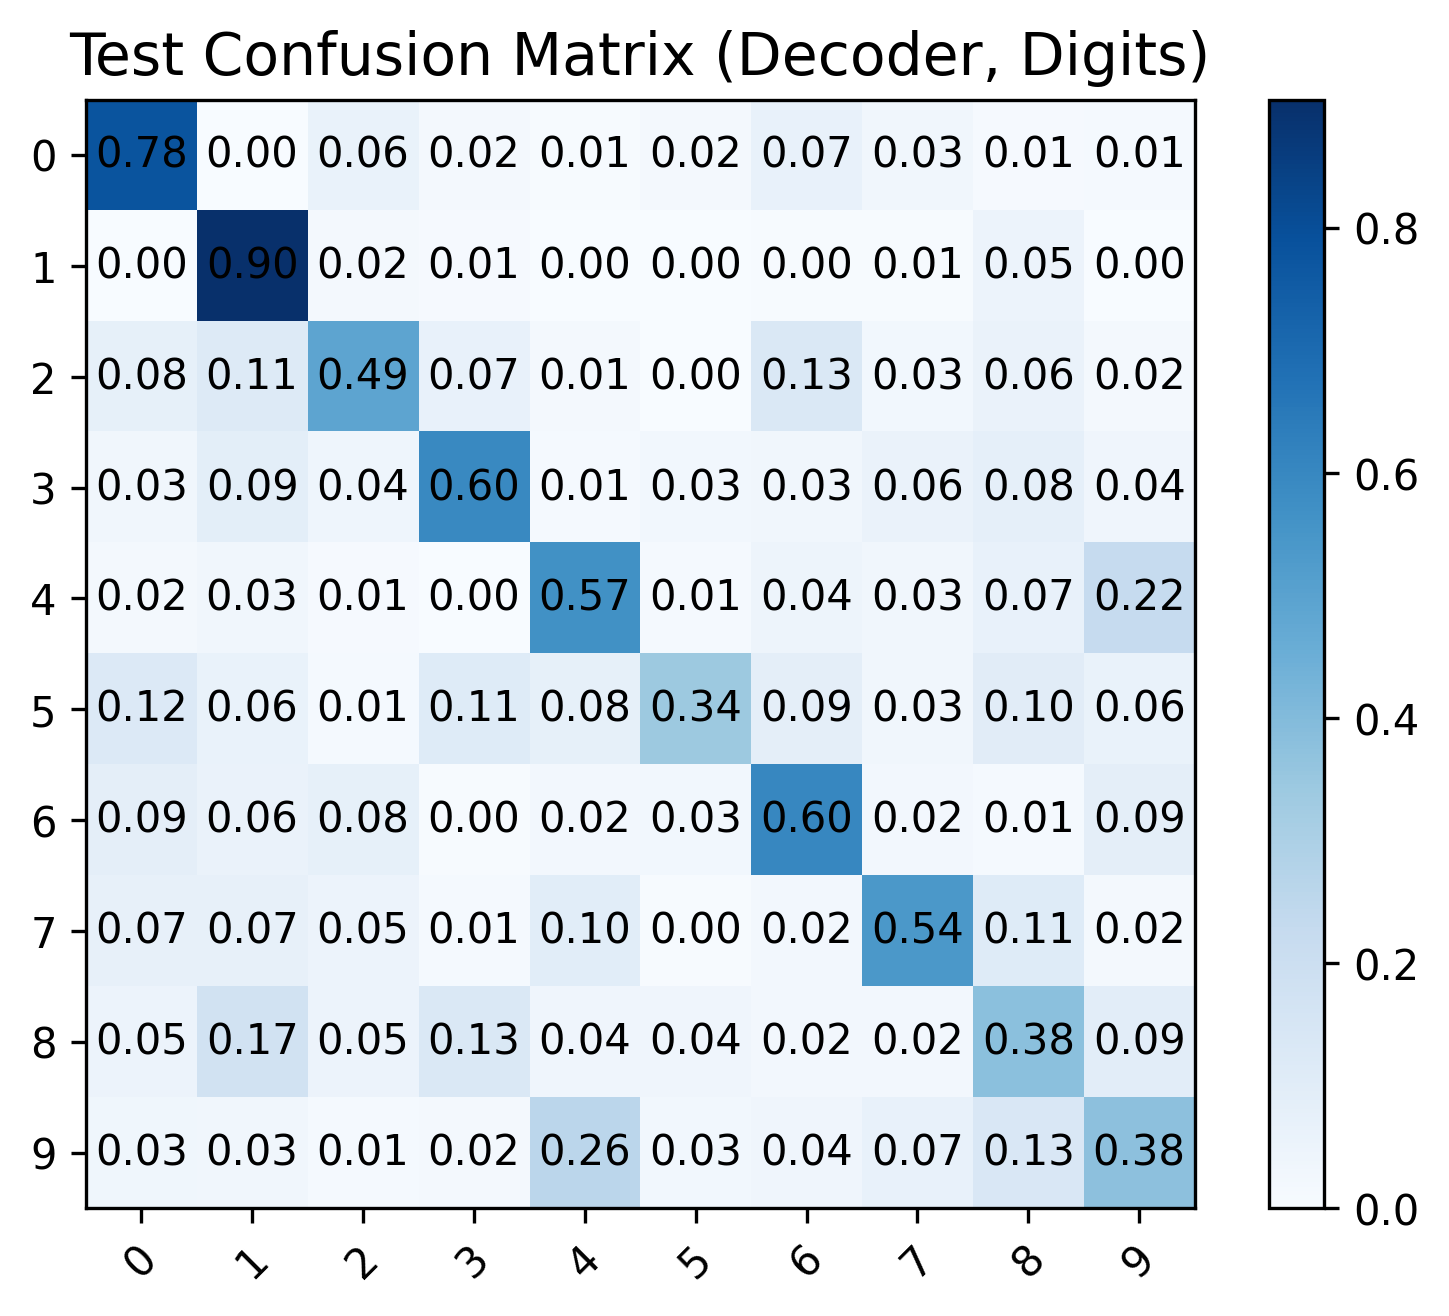 Test Confusion Matrix (Decoder, Digits)
0 0.78 0.00 0.06 0.02 0.01 0.02 0.07 0.03 0.01 0.01
1 0.00 0.90 0.02 0.01 0.00 0.00 0.00 0.01 0.05 0.00
2 0.08 0.11 0.49 0.07 0.01 0.00 0.13 0.03 0.06 0.02
3 0.03 0.09 0.04 0.60 0.01 0.03 0.03 0.06 0.08 0.04
4 0.02 0.03 0.01 0.00 0.57 0.01 0.04 0.03 0.07 0.22
5 0.12 0.06 0.01 0.11 0.08 0.34 0.09 0.03 0.10 0.06
6 0.09 0.06 0.08 0.00 0.02 0.03 0.60 0.02 0.01 0.09
7 0.07 0.07 0.05 0.01 0.10 0.00 0.02 0.54 0.11 0.02
8 0.05 0.17 0.05 0.13 0.04 0.04 0.02 0.02 0.38 0.09
9 0.03 0.03 0.01 0.02 0.26 0.03 0.04 0.07 0.13 0.38
0 1 2 3 4 5 6 7 8 9
0.8
0.6
0.4
0.2
0.0